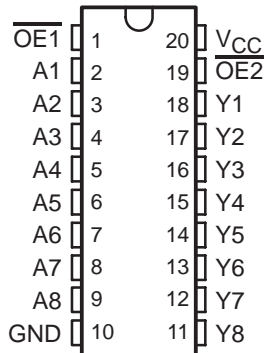 O̅E̅1̅ 1 20 VCC
A1 2 19 O̅E̅2̅
A2 3 18 Y1
A3 4 17 Y2
A4 5 16 Y3
A5 6 15 Y4
A6 7 14 Y5
A7 8 13 Y6
A8 9 12 Y7
GND 10 11 Y8